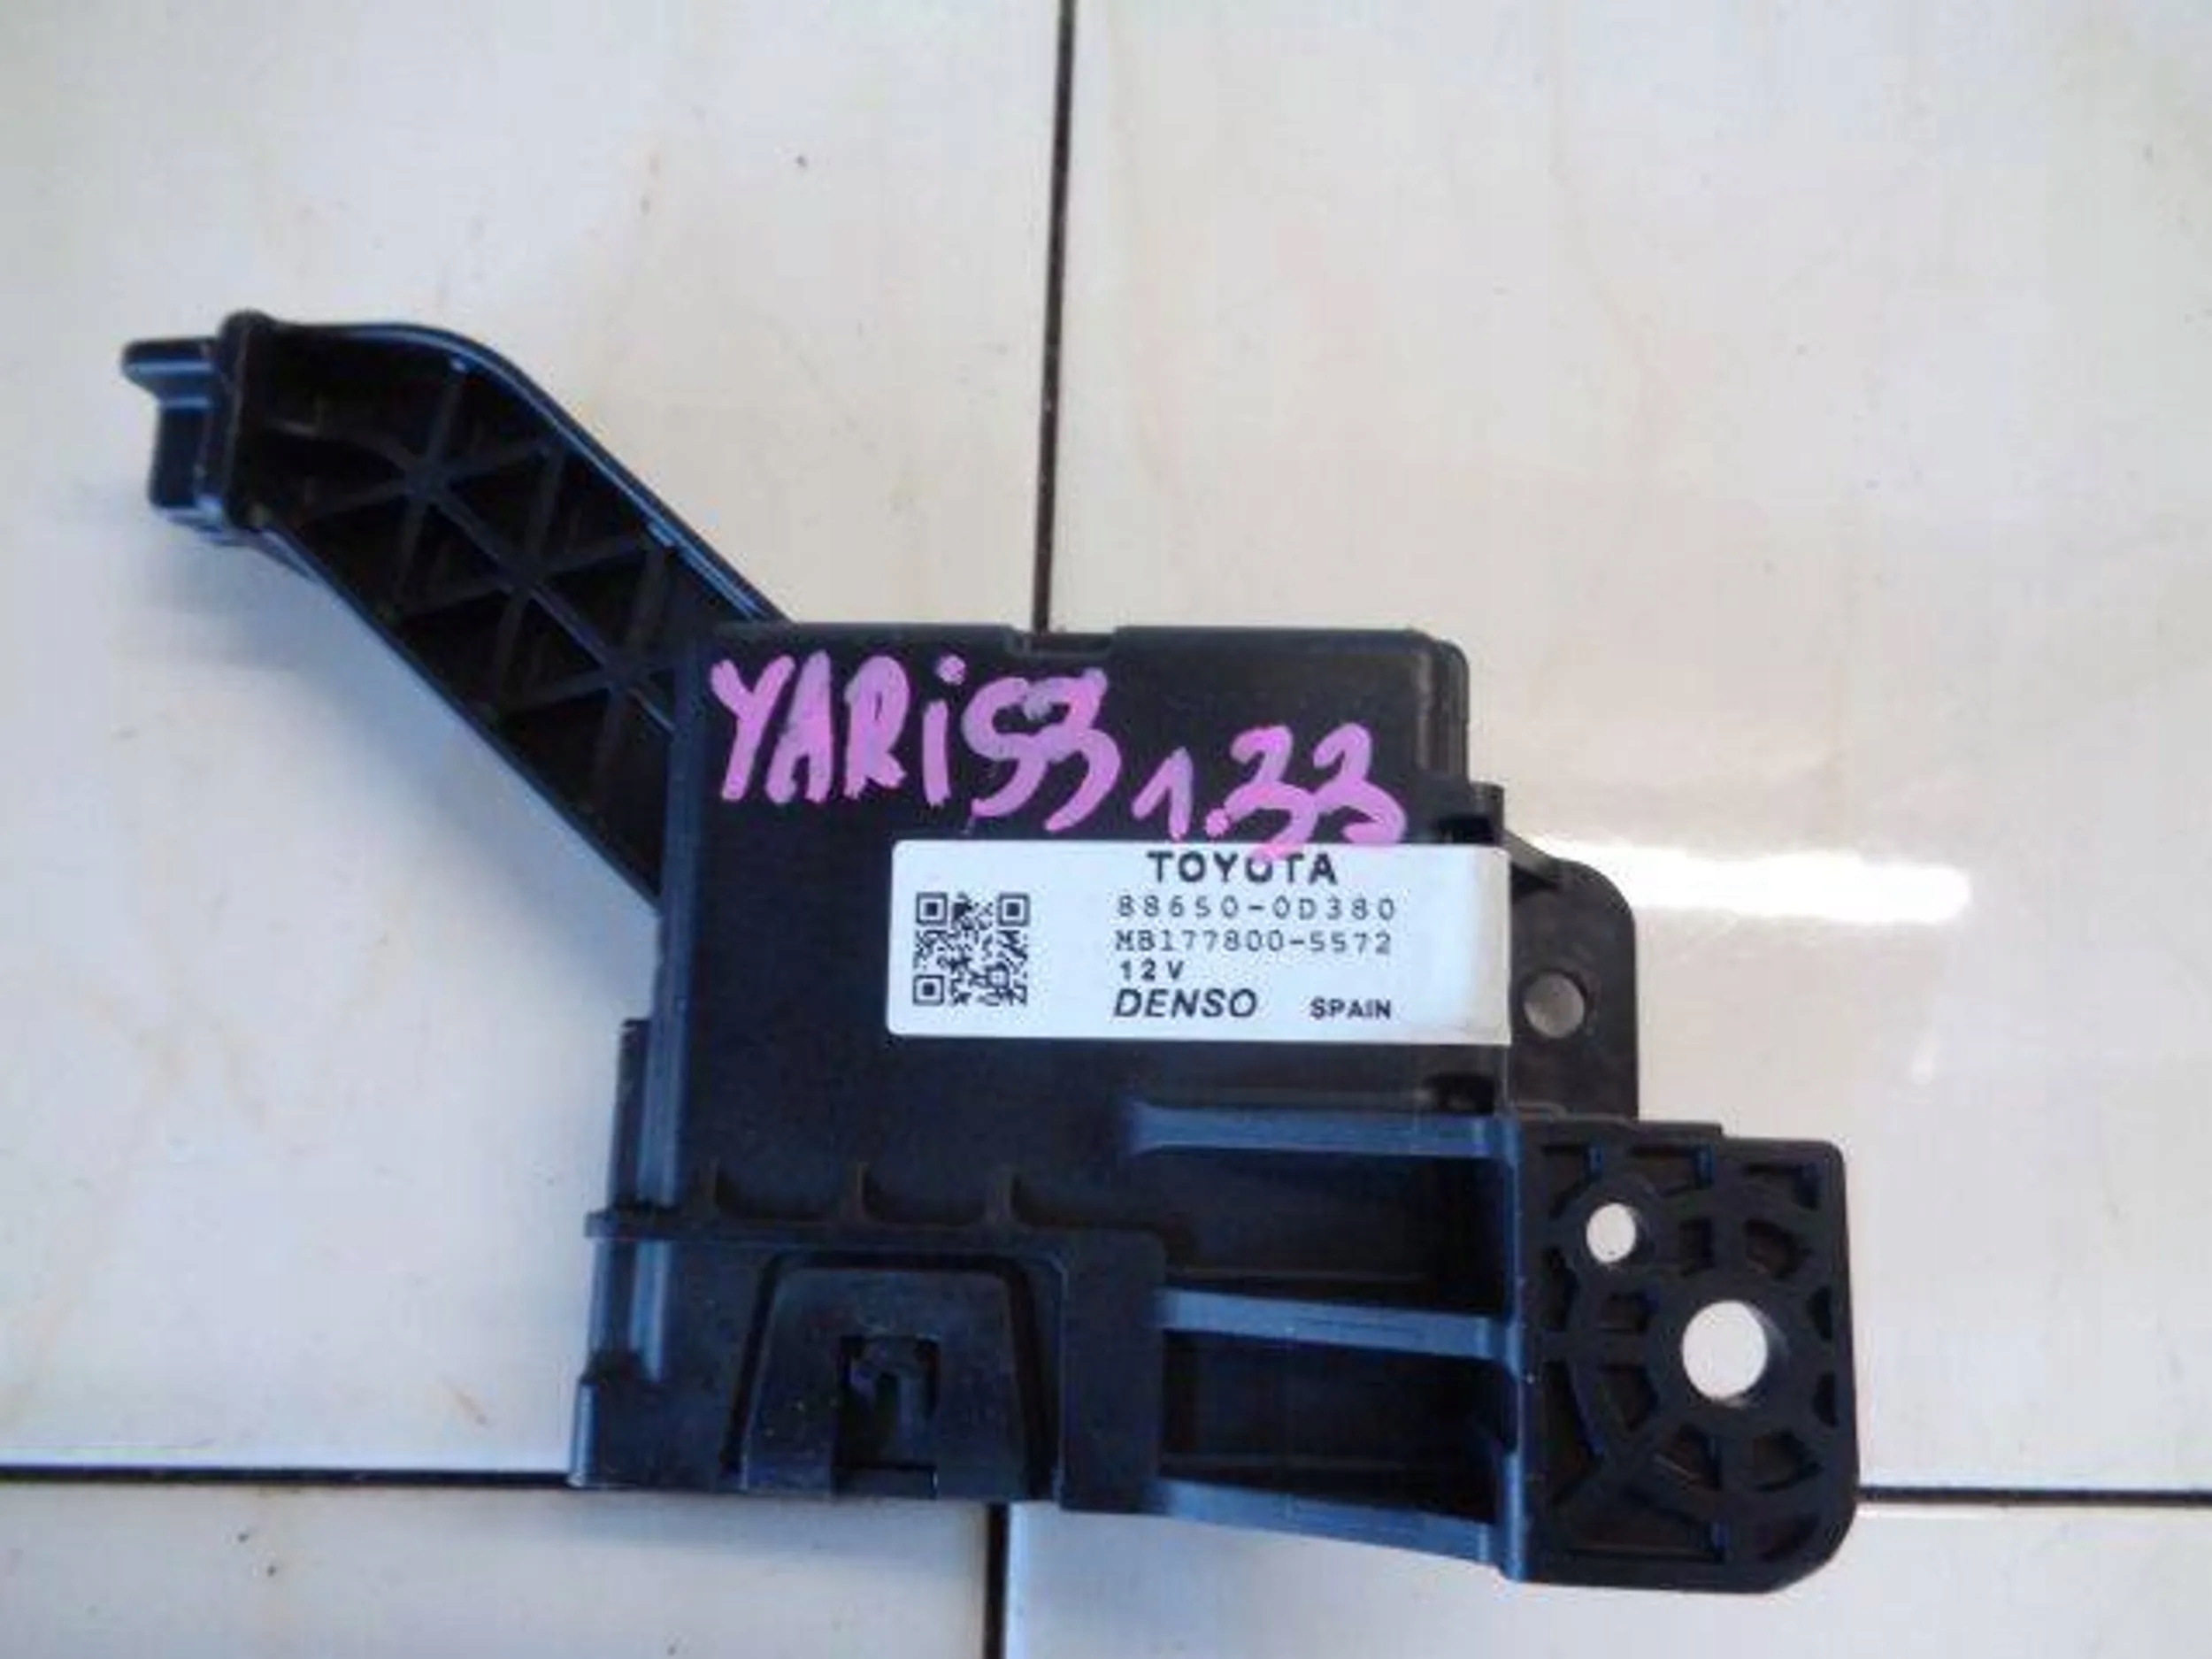 YARiS3 1.33
TOYOTA
88650-0D380
MB177800-5572
12V
DENSO SPAIN